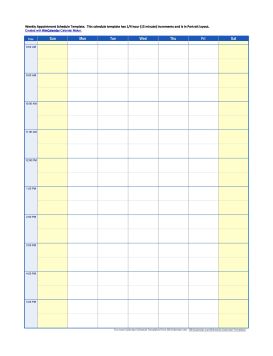 Weekly Appointment Schedule Template. This schedule template has 1/4 hour (15 minute) increments and is in Portrait layout.
Created with WinCalendar Calendar Maker.
Time Sun Mon Tue Wed Thu Fri Sat
8:00 AM
9:00 AM
10:00 AM
11:00 AM
12:00 PM
1:00 PM
2:00 PM
3:00 PM
4:00 PM
5:00 PM